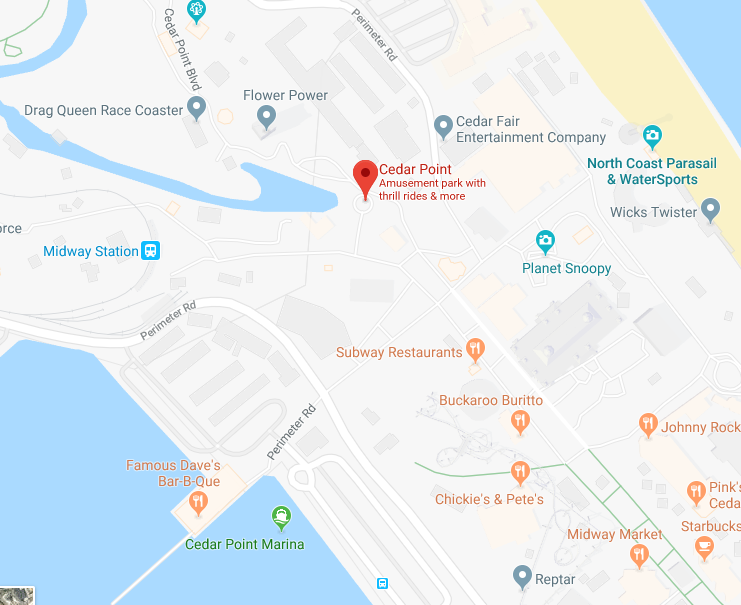 Cedar Point Blvd
Perimeter Rd
Drag Queen Race Coaster
Flower Power
Cedar Fair
Entertainment Company
Cedar Point
Amusement park with
thrill rides & more
North Coast Parasail
& WaterSports
Wicks Twister
orce
Midway Station
Planet Snoopy
Perimeter Rd
Subway Restaurants
Buckaroo Buritto
Johnny Rock
Perimeter Rd
Famous Dave's
Bar-B-Que
Chickie's & Pete's
Pink's
Ceda
Cedar Point Marina
Midway Market
Starbucks
Reptar